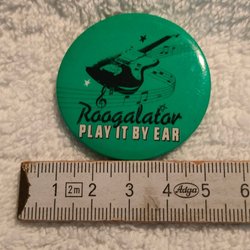 Roogalator
PLAY IT BY EAR
1 2m 2 3 4 Adga 5 6